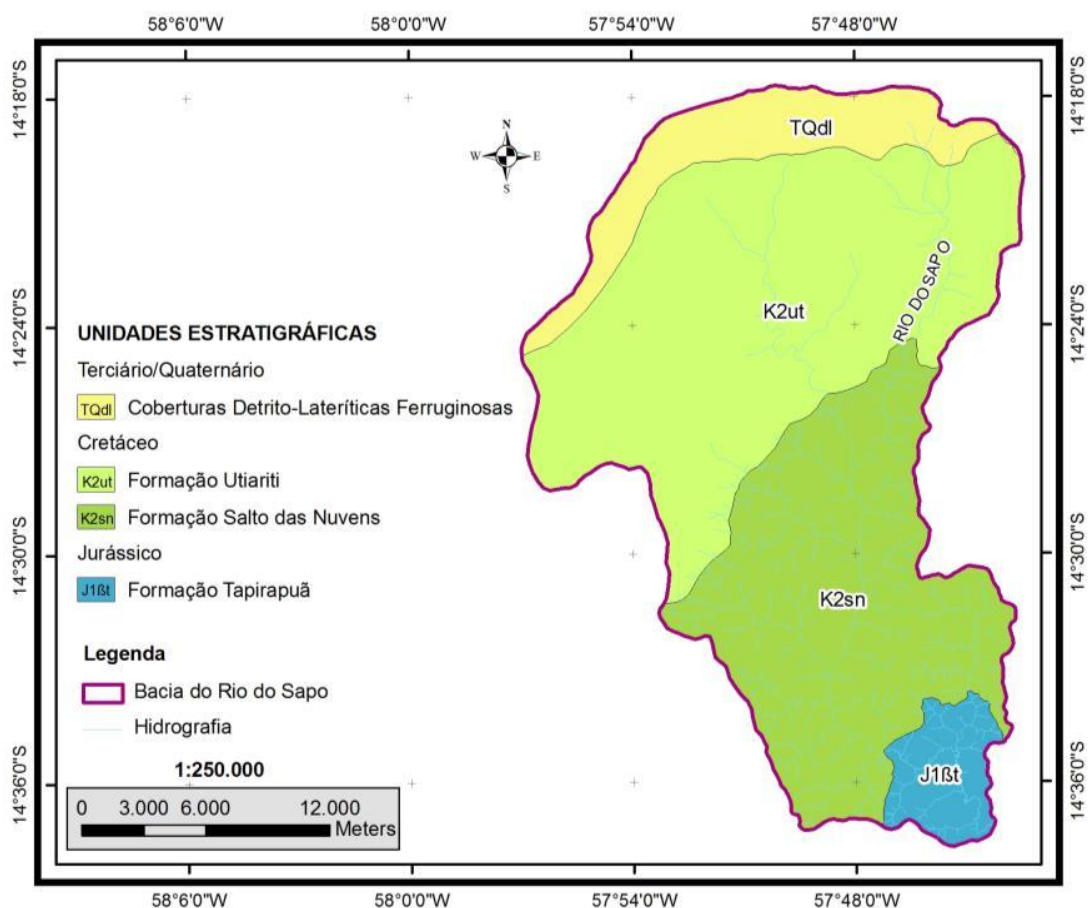 58°6'0"W 58°0'0"W 57°54'0"W 57°48'0"W
14°18'0"S
14°18'0"S
TQdl
N
W E
S
RIO DO SAPO
K2ut
14°24'0"S
14°24'0"S
UNIDADES ESTRATIGRÁFICAS
Terciário/Quaternário
TQdl Coberturas Detrito-Lateríticas Ferruginosas
Cretáceo
K2ut Formação Utiariti
K2sn Formação Salto das Nuvens
Jurássico
J1ßt Formação Tapirapuã
14°30'0"S
14°30'0"S
K2sn
Legenda
Bacia do Rio do Sapo
Hidrografia
1:250.000
0 3.000 6.000 12.000
Meters
J1ßt
14°36'0"S
14°36'0"S
58°6'0"W 58°0'0"W 57°54'0"W 57°48'0"W